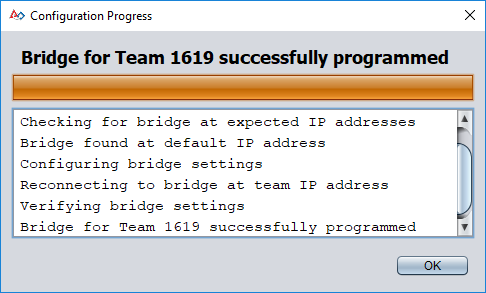 Configuration Progress
Bridge for Team 1619 successfully programmed
Checking for bridge at expected IP addresses
Bridge found at default IP address
Configuring bridge settings
Reconnecting to bridge at team IP address
Verifying bridge settings
Bridge for Team 1619 successfully programmed
OK